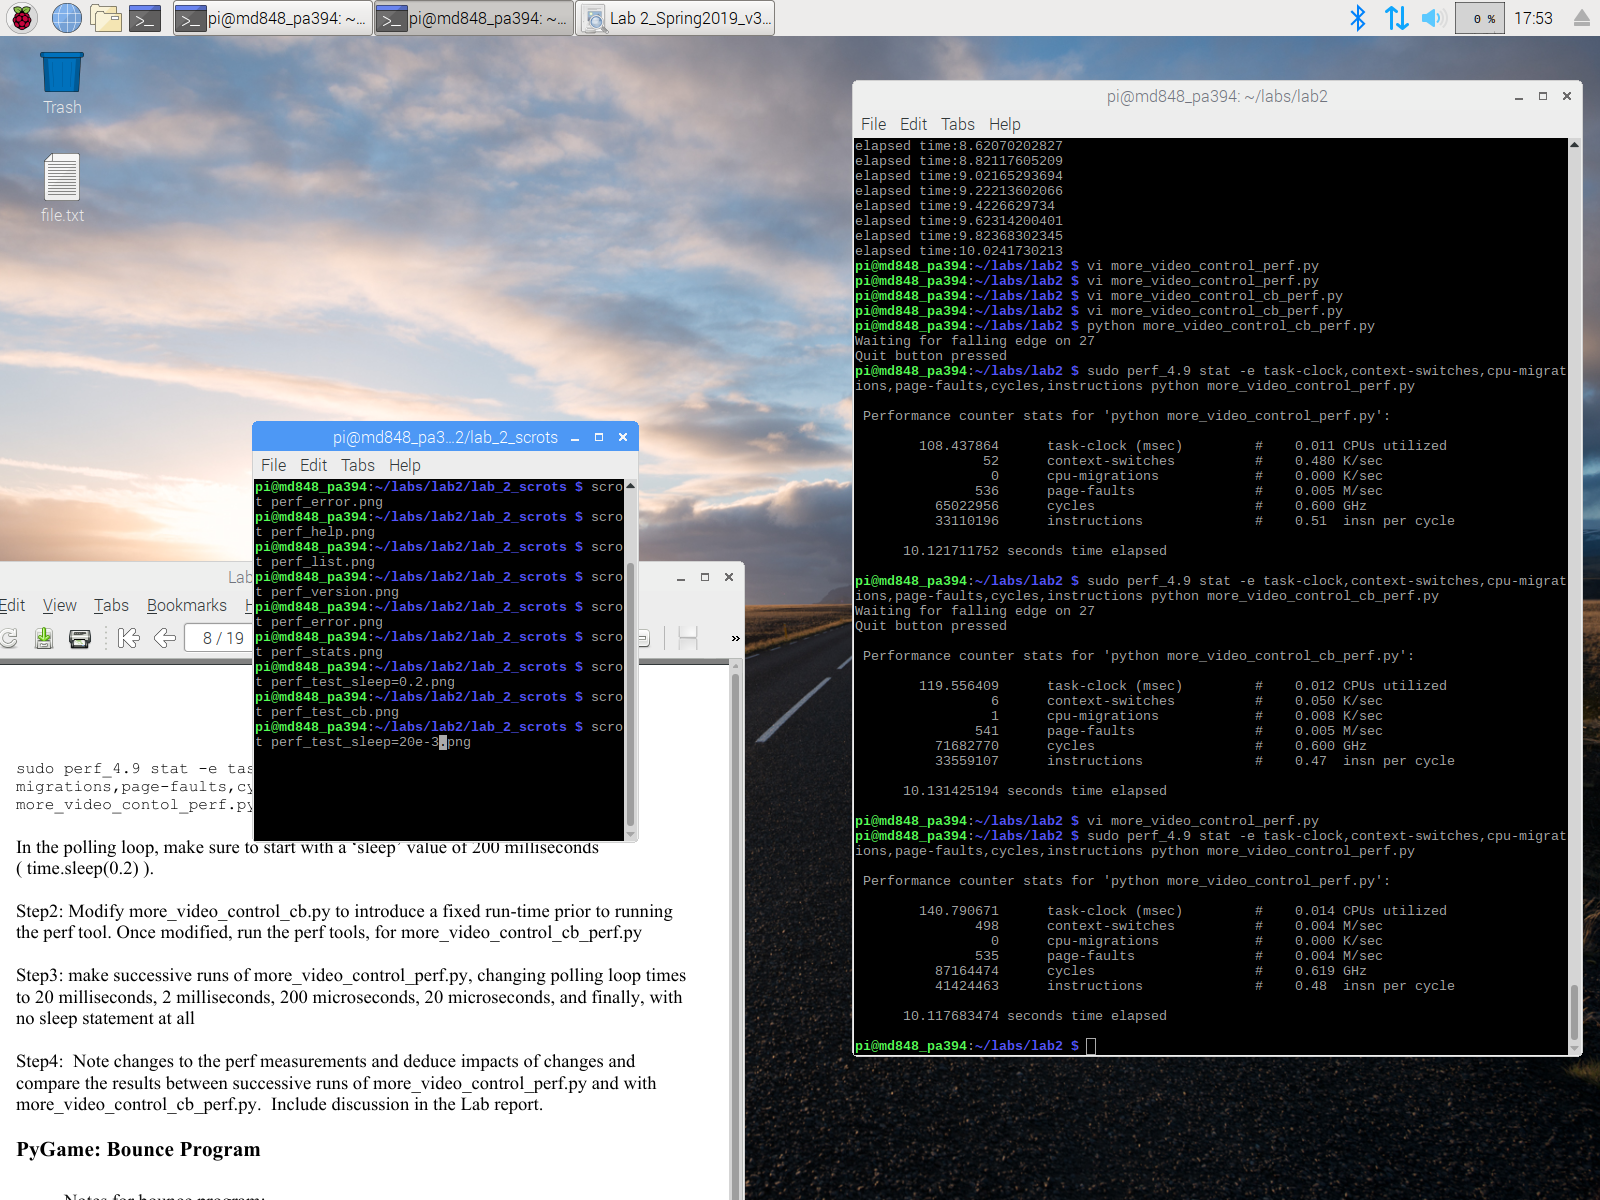 pi@md848_pa394: ~...
pi@md848_pa394: ~...
Lab 2_Spring2019_v3...
0 %
17:53
Trash
file.txt
pi@md848_pa394: ~/labs/lab2
File Edit Tabs Help
elapsed time:8.62070202827
elapsed time:8.82117605209
elapsed time:9.02165293694
elapsed time:9.22213602066
elapsed time:9.4226629734
elapsed time:9.62314200401
elapsed time:9.82368302345
elapsed time:10.0241730213
pi@md848_pa394:~/labs/lab2 $ vi more_video_control_perf.py
pi@md848_pa394:~/labs/lab2 $ vi more_video_control_perf.py
pi@md848_pa394:~/labs/lab2 $ vi more_video_control_cb_perf.py
pi@md848_pa394:~/labs/lab2 $ vi more_video_control_cb_perf.py
pi@md848_pa394:~/labs/lab2 $ python more_video_control_cb_perf.py
Waiting for falling edge on 27
Quit button pressed
pi@md848_pa394:~/labs/lab2 $ sudo perf_4.9 stat -e task-clock,context-switches,cpu-migrat
ions,page-faults,cycles,instructions python more_video_control_perf.py
Performance counter stats for 'python more_video_control_perf.py':
108.437864 task-clock (msec) # 0.011 CPUs utilized
52 context-switches # 0.480 K/sec
0 cpu-migrations # 0.000 K/sec
536 page-faults # 0.005 M/sec
65022956 cycles # 0.600 GHz
33110196 instructions # 0.51 insn per cycle
10.121711752 seconds time elapsed
pi@md848_pa394:~/labs/lab2 $ sudo perf_4.9 stat -e task-clock,context-switches,cpu-migrat
ions,page-faults,cycles,instructions python more_video_control_cb_perf.py
Waiting for falling edge on 27
Quit button pressed
Performance counter stats for 'python more_video_control_cb_perf.py':
119.556409 task-clock (msec) # 0.012 CPUs utilized
6 context-switches # 0.050 K/sec
1 cpu-migrations # 0.008 K/sec
541 page-faults # 0.005 M/sec
71682770 cycles # 0.600 GHz
33559107 instructions # 0.47 insn per cycle
10.131425194 seconds time elapsed
pi@md848_pa394:~/labs/lab2 $ vi more_video_control_perf.py
pi@md848_pa394:~/labs/lab2 $ sudo perf_4.9 stat -e task-clock,context-switches,cpu-migrat
ions,page-faults,cycles,instructions python more_video_control_perf.py
Performance counter stats for 'python more_video_control_perf.py':
140.790671 task-clock (msec) # 0.014 CPUs utilized
498 context-switches # 0.004 M/sec
0 cpu-migrations # 0.000 K/sec
535 page-faults # 0.004 M/sec
87164474 cycles # 0.619 GHz
41424463 instructions # 0.48 insn per cycle
10.117683474 seconds time elapsed
pi@md848_pa394:~/labs/lab2 $
pi@md848_pa3...2/lab_2_scrots
File Edit Tabs Help
pi@md848_pa394:~/labs/lab2/lab_2_scrots $ scro
t perf_error.png
pi@md848_pa394:~/labs/lab2/lab_2_scrots $ scro
t perf_help.png
pi@md848_pa394:~/labs/lab2/lab_2_scrots $ scro
t perf_list.png
pi@md848_pa394:~/labs/lab2/lab_2_scrots $ scro
t perf_version.png
pi@md848_pa394:~/labs/lab2/lab_2_scrots $ scro
t perf_error.png
pi@md848_pa394:~/labs/lab2/lab_2_scrots $ scro
t perf_stats.png
pi@md848_pa394:~/labs/lab2/lab_2_scrots $ scro
t perf_test_sleep=0.2.png
pi@md848_pa394:~/labs/lab2/lab_2_scrots $ scro
t perf_test_cb.png
pi@md848_pa394:~/labs/lab2/lab_2_scrots $ scro
t perf_test_sleep=20e-3.png
Lab
Edit View Tabs Bookmarks H
8 / 19
»
sudo perf_4.9 stat -e tas
migrations,page-faults,cy
more_video_contol_perf.py
In the polling loop, make sure to start with a ‘sleep’ value of 200 milliseconds
( time.sleep(0.2) ).
Step2: Modify more_video_control_cb.py to introduce a fixed run-time prior to running
the perf tool. Once modified, run the perf tools, for more_video_control_cb_perf.py
Step3: make successive runs of more_video_control_perf.py, changing polling loop times
to 20 milliseconds, 2 milliseconds, 200 microseconds, 20 microseconds, and finally, with
no sleep statement at all
Step4: Note changes to the perf measurements and deduce impacts of changes and
compare the results between successive runs of more_video_control_perf.py and with
more_video_control_cb_perf.py. Include discussion in the Lab report.
PyGame: Bounce Program
Notes for bounce program: